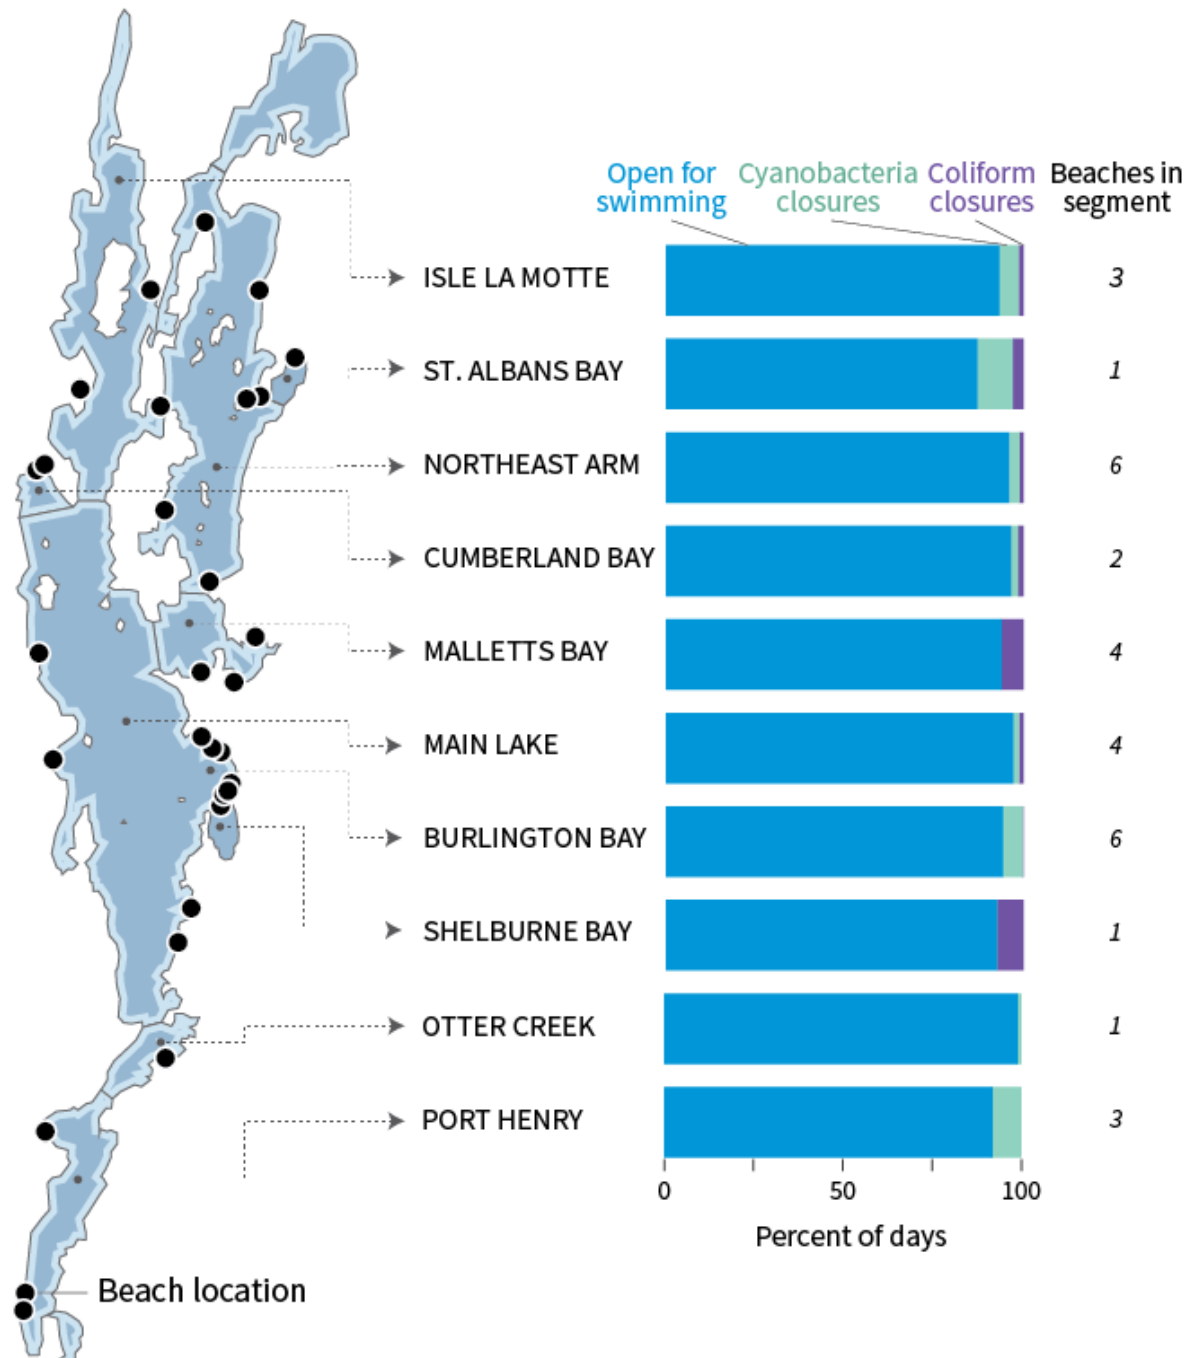 Open for
swimming
Cyanobacteria
closures
Coliform
closures
Beaches in
segment
ISLE LA MOTTE
3
ST. ALBANS BAY
1
NORTHEAST ARM
6
CUMBERLAND BAY
2
MALLETTS BAY
4
MAIN LAKE
4
BURLINGTON BAY
6
SHELBURNE BAY
1
OTTER CREEK
1
PORT HENRY
3
0
50
100
Percent of days
Beach location